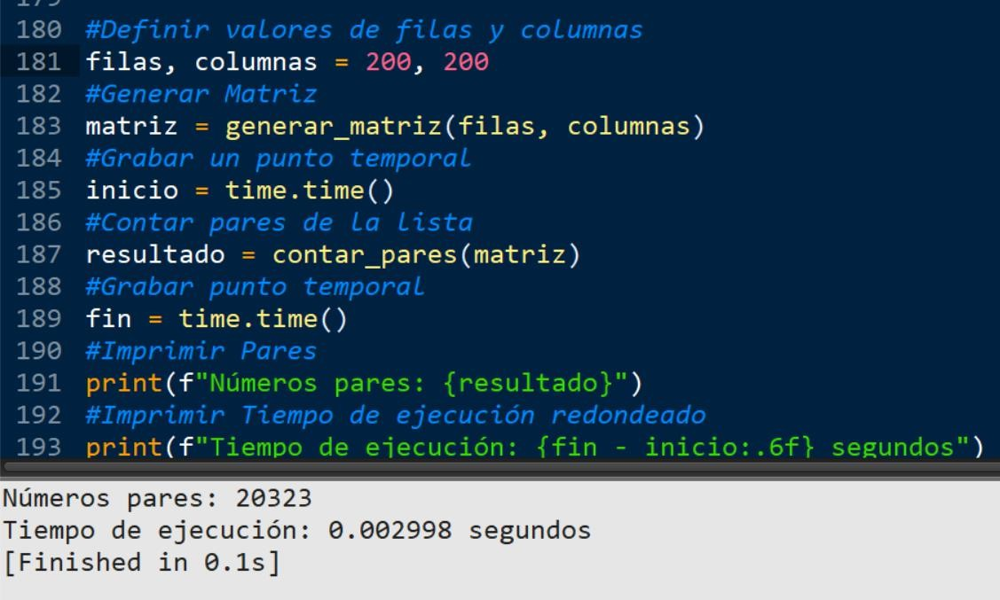 180 #Definir valores de filas y columnas
181 filas, columnas = 200, 200
182 #Generar Matriz
183 matriz = generar_matriz(filas, columnas)
184 #Grabar un punto temporal
185 inicio = time.time()
186 #Contar pares de la lista
187 resultado = contar_pares(matriz)
188 #Grabar punto temporal
189 fin = time.time()
190 #Imprimir Pares
191 print(f"Números pares: {resultado}")
192 #Imprimir Tiempo de ejecución redondeado
193 print(f"Tiempo de ejecución: {fin - inicio:.6f} segundos")
Números pares: 20323
Tiempo de ejecución: 0.002998 segundos
[Finished in 0.1s]